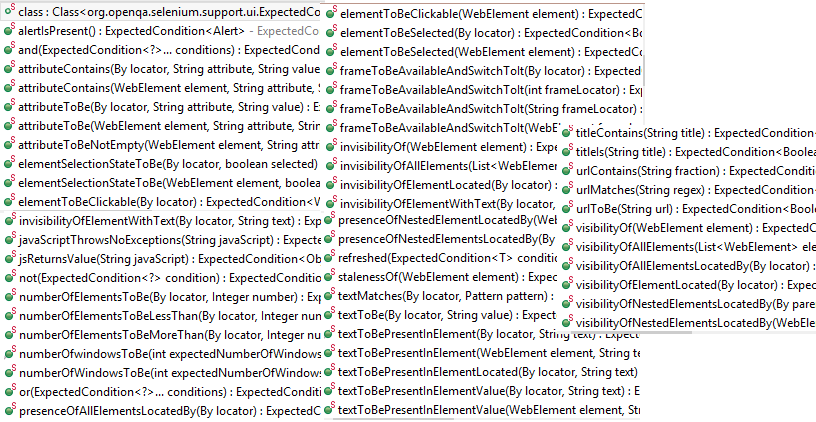 class : Class<org.openqa.selenium.support.ui.ExpectedCo
alertIsPresent() : ExpectedCondition<Alert> - ExpectedCo
and(ExpectedCondition<?>... conditions) : ExpectedCond
attributeContains(By locator, String attribute, String value
attributeContains(WebElement element, String attribute, S
attributeToBe(By locator, String attribute, String value) : E
attributeToBe(WebElement element, String attribute, Strin
attributeToBeNotEmpty(WebElement element, String attri
elementSelectionStateToBe(By locator, boolean selected)
elementSelectionStateToBe(WebElement element, boolean
elementToBeClickable(By locator) : ExpectedCondition<W
invisibilityOfElementWithText(By locator, String text) : Exp
javaScriptThrowsNoExceptions(String javaScript) : Expecte
jsReturnsValue(String javaScript) : ExpectedCondition<Ob
not(ExpectedCondition<?> condition) : ExpectedCondition
numberOfElementsToBe(By locator, Integer number) : Exp
numberOfElementsToBeLessThan(By locator, Integer num
numberOfElementsToBeMoreThan(By locator, Integer nu
numberOfwindowsToBe(int expectedNumberOfWindows
numberOfWindowsToBe(int expectedNumberOfWindows
or(ExpectedCondition<?>... conditions) : ExpectedConditi
presenceOfAllElementsLocatedBy(By locator) : ExpectedC
elementToBeClickable(WebElement element) : ExpectedC
elementToBeSelected(By locator) : ExpectedCondition<Bo
elementToBeSelected(WebElement element) : ExpectedC
frameToBeAvailableAndSwitchToIt(By locator) : Expected
frameToBeAvailableAndSwitchToIt(int frameLocator) : Exp
frameToBeAvailableAndSwitchToIt(String frameLocator) :
frameToBeAvailableAndSwitchToIt(WebE
invisibilityOf(WebElement element) : Expe
invisibilityOfAllElements(List<WebElemen
invisibilityOfElementLocated(By locator) :
invisibilityOfElementWithText(By locator,
presenceOfNestedElementLocatedBy(Web
presenceOfNestedElementsLocatedBy(By
refreshed(ExpectedCondition<T> conditio
stalenessOf(WebElement element) : Expec
textMatches(By locator, Pattern pattern) :
textToBe(By locator, String value) : Expect
textToBePresentInElement(By locator, String text) : Expec
textToBePresentInElement(WebElement element, String te
textToBePresentInElementLocated(By locator, String text)
textToBePresentInElementValue(By locator, String text) : E
textToBePresentInElementValue(WebElement element, Str
titleContains(String title) : ExpectedCondition<
titleIs(String title) : ExpectedCondition<Boolea
urlContains(String fraction) : ExpectedConditio
urlMatches(String regex) : ExpectedCondition<
urlToBe(String url) : ExpectedCondition<Boole
visibilityOf(WebElement element) : ExpectedC
visibilityOfAllElements(List<WebElement> ele
visibilityOfAllElementsLocatedBy(By locator) :
visibilityOfElementLocated(By locator) : Expec
visibilityOfNestedElementsLocatedBy(By pare
visibilityOfNestedElementsLocatedBy(WebEle